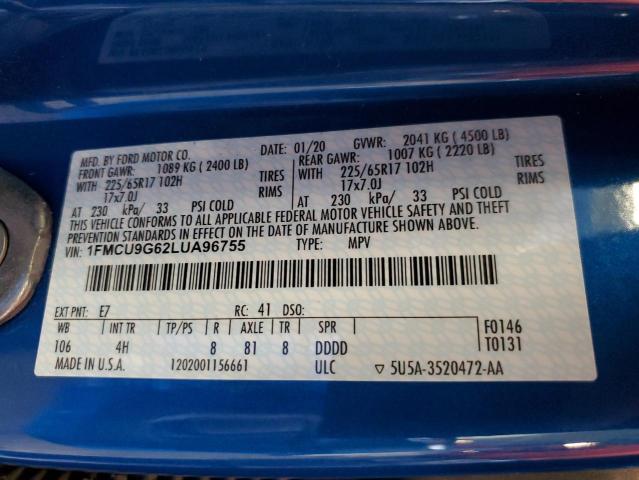 MFD. BY FORD MOTOR CO. DATE: 01/20 GVWR: 2041 KG ( 4500 LB)
FRONT GAWR: 1089 KG ( 2400 LB) REAR GAWR: 1007 KG ( 2220 LB)
WITH 225/65R17 102H TIRES WITH 225/65R17 102H TIRES
17x7.0J RIMS 17x7.0J RIMS
AT 230 kPa/ 33 PSI COLD AT 230 kPa/ 33 PSI COLD
THIS VEHICLE CONFORMS TO ALL APPLICABLE FEDERAL MOTOR VEHICLE SAFETY AND THEFT
PREVENTION STANDARDS IN EFFECT ON THE DATE OF MANUFACTURE SHOWN ABOVE.
VIN: 1FMCU9G62LUA96755 TYPE: MPV
EXT PNT: E7 RC: 41 DSO:
WB INT TR TP/PS R AXLE TR SPR F0146
106 4H 8 81 8 DDDD T0131
MADE IN U.S.A. 1202001156661 ULC ▽ 5U5A-3520472-AA